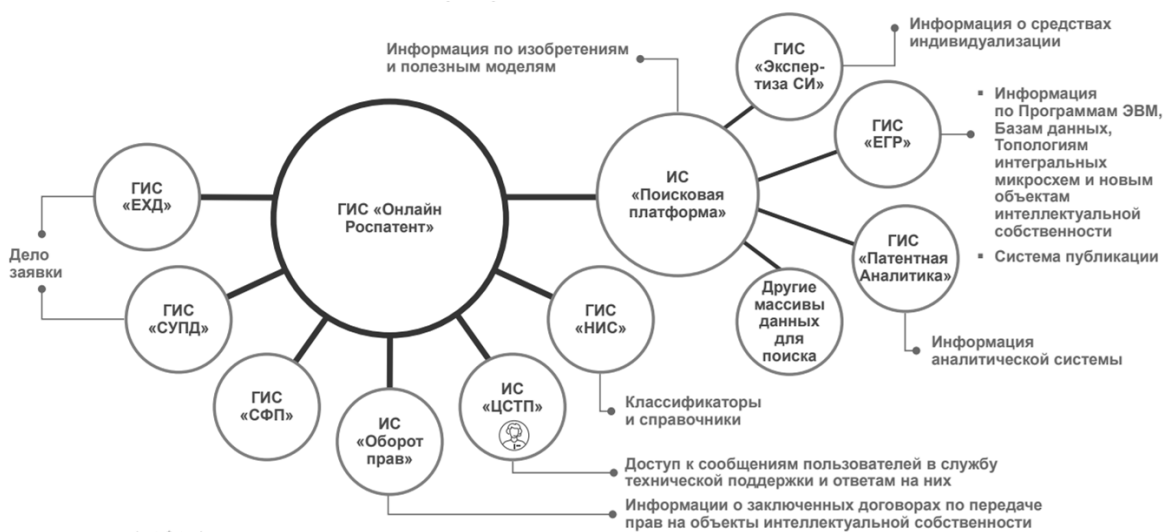 Информация о средствах
индивидуализации
Информация по изобретениям
и полезным моделям
ГИС
«Экспер-
тиза СИ»
ГИС
«ЕГР»
▪ Информация
по Программам ЭВМ,
Базам данных,
Топологиям
интегральных
микросхем и новым
объектам
интеллектуальной
собственности
▪ Система публикации
ИС
«Поисковая
платформа»
ГИС «Онлайн
Роспатент»
ГИС
«ЕХД»
Дело
заявки
ГИС
«Патентная
Аналитика»
ГИС
«СУПД»
ГИС
«НИС»
Другие
массивы
данных
для
поиска
Информация
аналитической системы
ГИС
«СФП»
ИС
«Оборот
прав»
ИС
«ЦСТП»
Классификаторы
и справочники
Доступ к сообщениям пользователей в службу
технической поддержки и ответам на них
Информации о заключенных договорах по передаче
прав на объекты интеллектуальной собственности